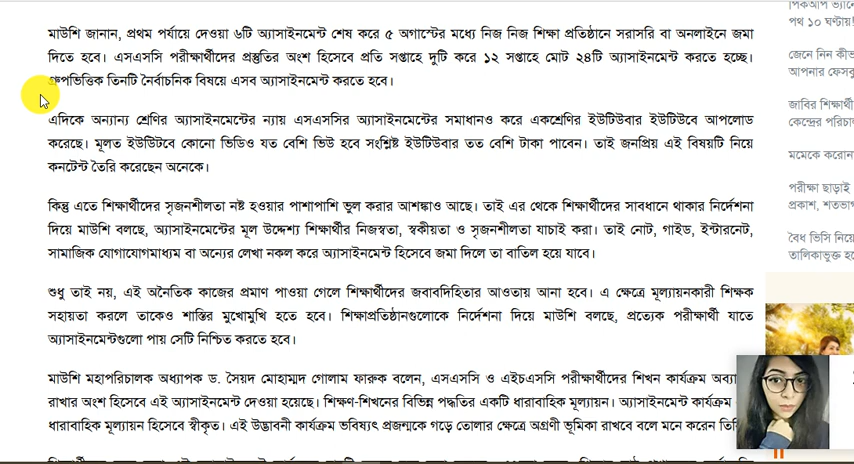 মাউশি জানান, প্রথম পর্যায়ে দেওয়া ৬টি অ্যাসাইনমেন্ট শেষ করে ৫ অগাস্টের মধ্যে নিজ নিজ শিক্ষা প্রতিষ্ঠানে সরাসরি বা অনলাইনে জমা
দিতে হবে। এসএসসি পরীক্ষার্থীদের প্রস্তুতির অংশ হিসেবে প্রতি সপ্তাহে দুটি করে ১২ সপ্তাহে মোট ২৪টি অ্যাসাইনমেন্ট করতে হচ্ছে।
গ্রুপভিত্তিক তিনটি নৈর্বাচনিক বিষয়ে এসব অ্যাসাইনমেন্ট করতে হবে।
এদিকে অন্যান্য শ্রেণির অ্যাসাইনমেন্টের ন্যায় এসএসসির অ্যাসাইনমেন্টের সমাধানও করে একশ্রেণির ইউটিউবার ইউটিউবে আপলোড
করেছে। মূলত ইউটিউবে কোনো ভিডিও যত বেশি ভিউ হবে সংশ্লিষ্ট ইউটিউবার তত বেশি টাকা পাবেন। তাই জনপ্রিয় এই বিষয়টি নিয়ে
কনটেন্ট তৈরি করেছেন অনেকে।
কিন্তু এতে শিক্ষার্থীদের সৃজনশীলতা নষ্ট হওয়ার পাশাপাশি ভুল করার আশঙ্কাও আছে। তাই এর থেকে শিক্ষার্থীদের সাবধানে থাকার নির্দেশনা
দিয়ে মাউশি বলছে, অ্যাসাইনমেন্টের মূল উদ্দেশ্য শিক্ষার্থীর নিজস্বতা, স্বকীয়তা ও সৃজনশীলতা যাচাই করা। তাই নোট, গাইড, ইন্টারনেট,
সামাজিক যোগাযোগমাধ্যম বা অন্যের লেখা নকল করে অ্যাসাইনমেন্ট হিসেবে জমা দিলে তা বাতিল হয়ে যাবে।
শুধু তাই নয়, এই অনৈতিক কাজের প্রমাণ পাওয়া গেলে শিক্ষার্থীদের জবাবদিহিতার আওতায় আনা হবে। এ ক্ষেত্রে মূল্যায়নকারী শিক্ষক
সহায়তা করলে তাকেও শাস্তির মুখোমুখি হতে হবে। শিক্ষাপ্রতিষ্ঠানগুলোকে নির্দেশনা দিয়ে মাউশি বলছে, প্রত্যেক পরীক্ষার্থী যাতে
অ্যাসাইনমেন্টগুলো পায় সেটি নিশ্চিত করতে হবে।
মাউশি মহাপরিচালক অধ্যাপক ড. সৈয়দ মোহাম্মদ গোলাম ফারুক বলেন, এসএসসি ও এইচএসসি পরীক্ষার্থীদের শিখন কার্যক্রম
রাখার অংশ হিসেবে এই অ্যাসাইনমেন্ট দেওয়া হয়েছে। শিক্ষণ-শিখনের বিভিন্ন পদ্ধতির একটি ধারাবাহিক মূল্যায়ন। অ্যাসাইনমেন্ট কার্যক্রম
ধারাবাহিক মূল্যায়ন হিসেবে স্বীকৃত। এই উদ্ভাবনী কার্যক্রম ভবিষ্যৎ প্রজন্মকে গড়ে তোলার ক্ষেত্রে অগ্রণী ভূমিকা রাখবে বলে মনে করেন
পিকআপ
পথ ১০ ঘণ্টায়!
জেনে নিন
আপনার
জাবির শিক্ষার্থী
কেন্দ্রের
মমেকে করোনা
পরীক্ষা ছাড়াই
প্রকাশ,
বৈধ ভিসি নিয়ে
তালিকাভুক্ত